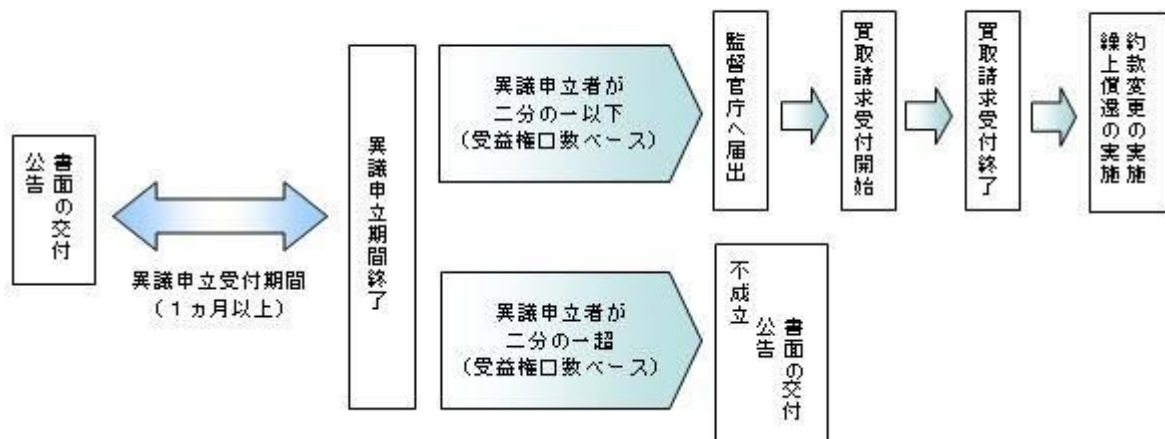 書面の交付
公告
異議申立受付期間
(1ヵ月以上)
異議申立期間終了
異議申立者が
二分の一以下
(受益権口数ベース)
監督官庁へ届出
買取請求受付開始
買取請求受付終了
約款変更の実施
繰上償還の実施
異議申立者が
二分の一超
(受益権口数ベース)
不成立
書面の交付
公告